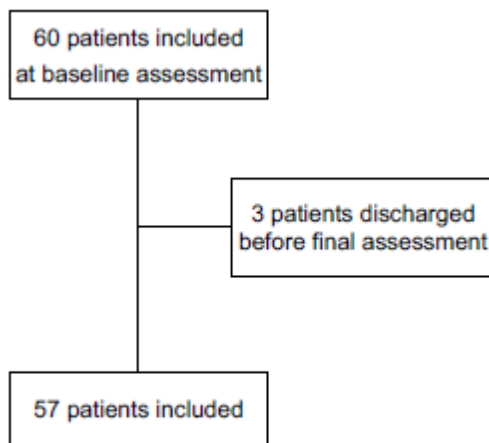 60 patients included
at baseline assessment
3 patients discharged
before final assessment
57 patients included